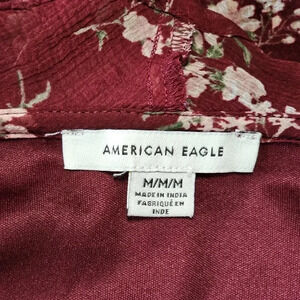 AMERICAN EAGLE
M/M/M
MADE IN INDIA
FABRIQUÉ EN
INDE